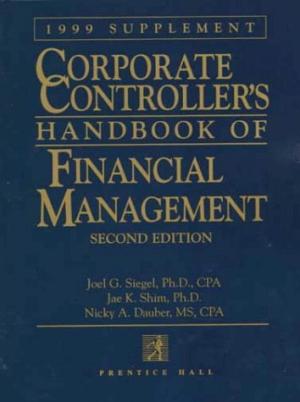 1999 SUPPLEMENT
CORPORATE
CONTROLLER'S
HANDBOOK OF
FINANCIAL
MANAGEMENT
SECOND EDITION
Joel G. Siegel, Ph.D., CPA
Jae K. Shim, Ph.D.
Nicky A. Dauber, MS, CPA
PRENTICE HALL